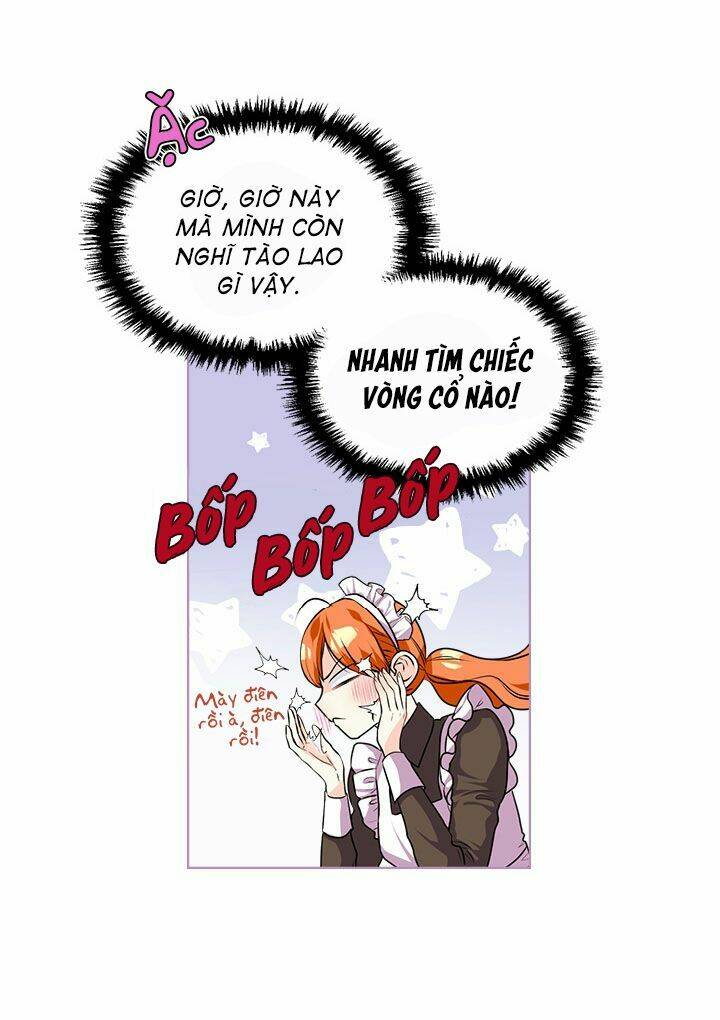 Ặc
GIỜ, GIỜ NÀY
MÀ MÌNH CÒN
NGHĨ TÀO LAO
GÌ VẬY.
NHANH TÌM CHIẾC
VÒNG CỔ NÀO!
Bốp
Bốp
Bốp
Mày điên
rồi à, điên
rồi!